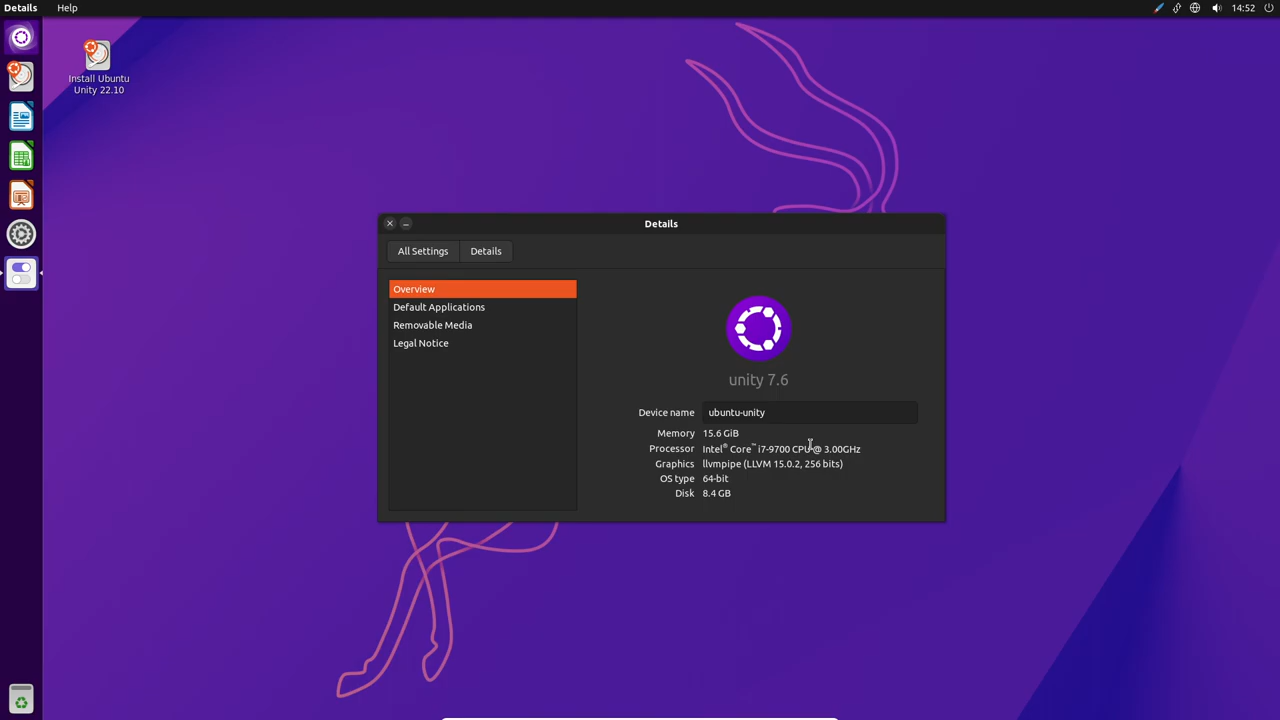 Details Help 14:52
Install Ubuntu
Unity 22.10
Details
All Settings Details
Overview
Default Applications
Removable Media
Legal Notice
unity 7.6
Device name ubuntu-unity
Memory 15.6 GiB
Processor Intel® Core™ i7-9700 CPU @ 3.00GHz
Graphics llvmpipe (LLVM 15.0.2, 256 bits)
OS type 64-bit
Disk 8.4 GB